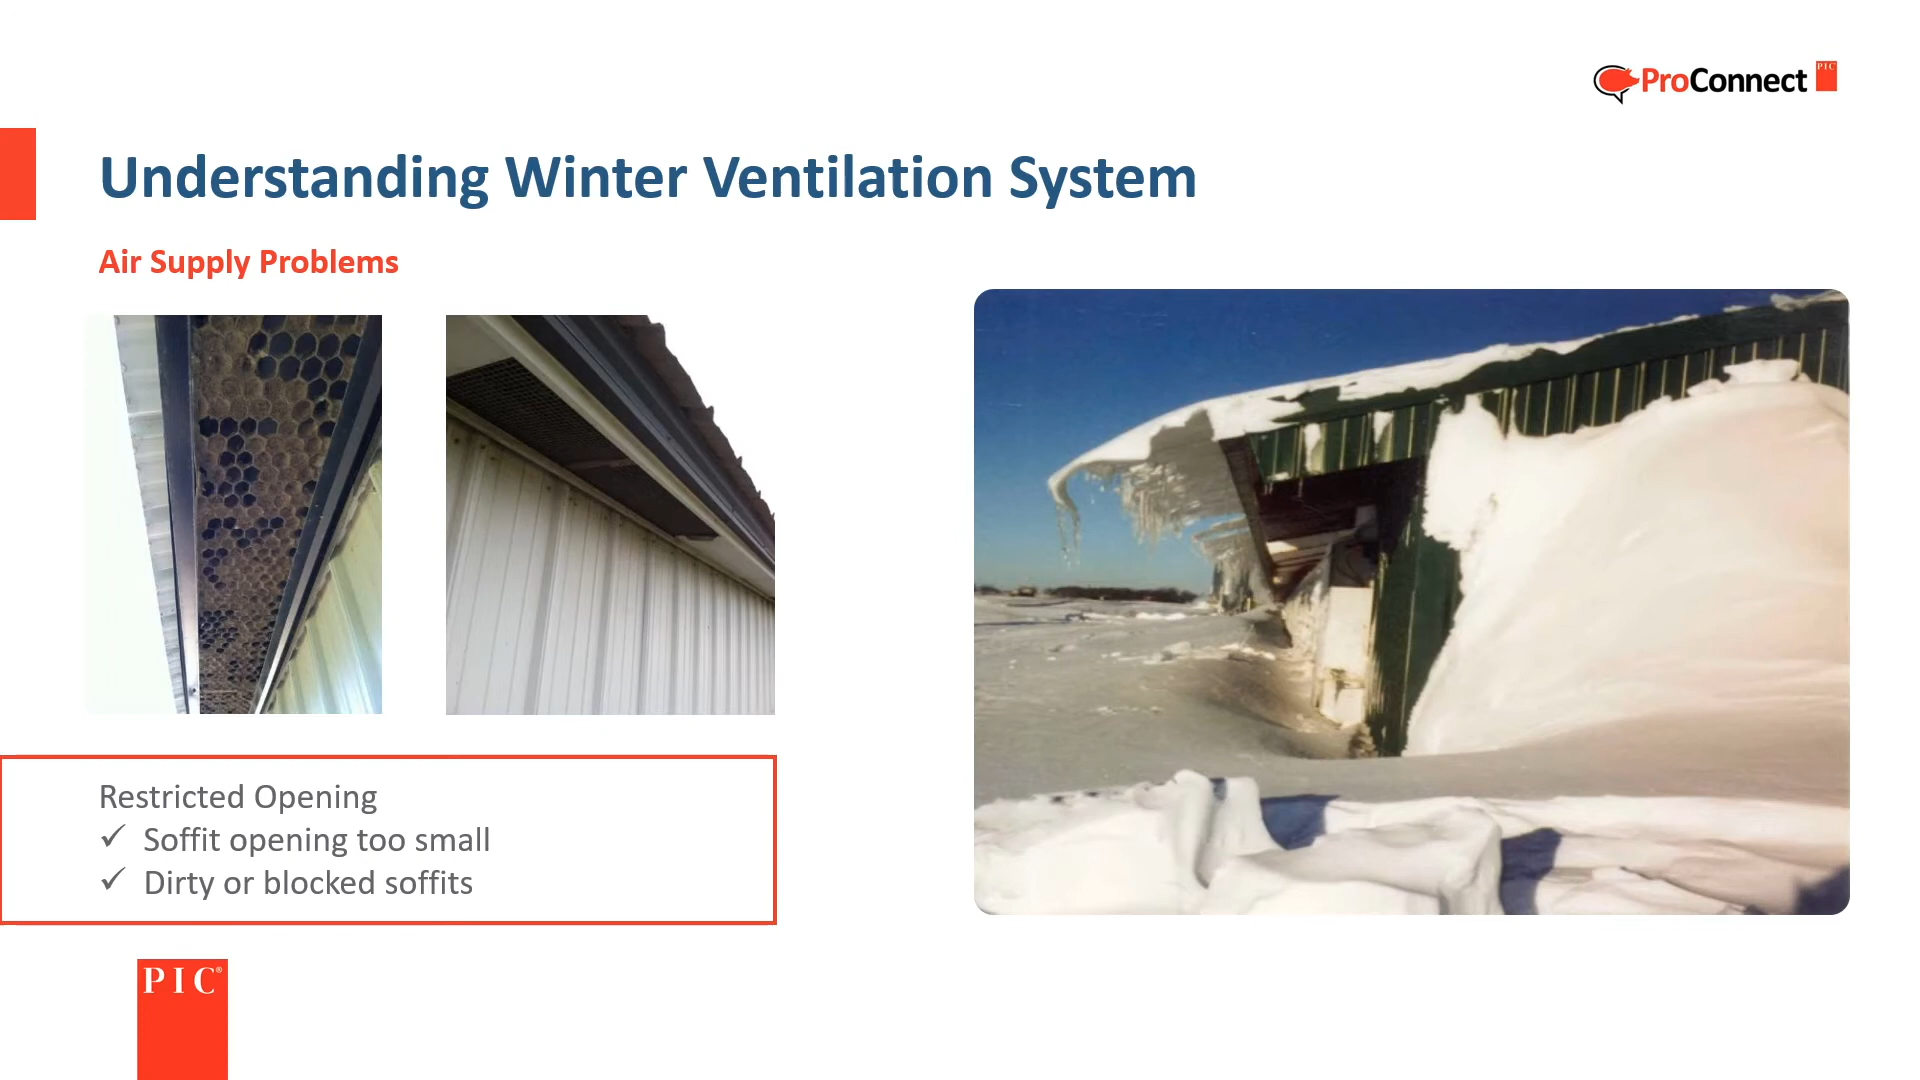 ProConnect PIC
Understanding Winter Ventilation System
Air Supply Problems
Restricted Opening
✓ Soffit opening too small
✓ Dirty or blocked soffits
PIC®